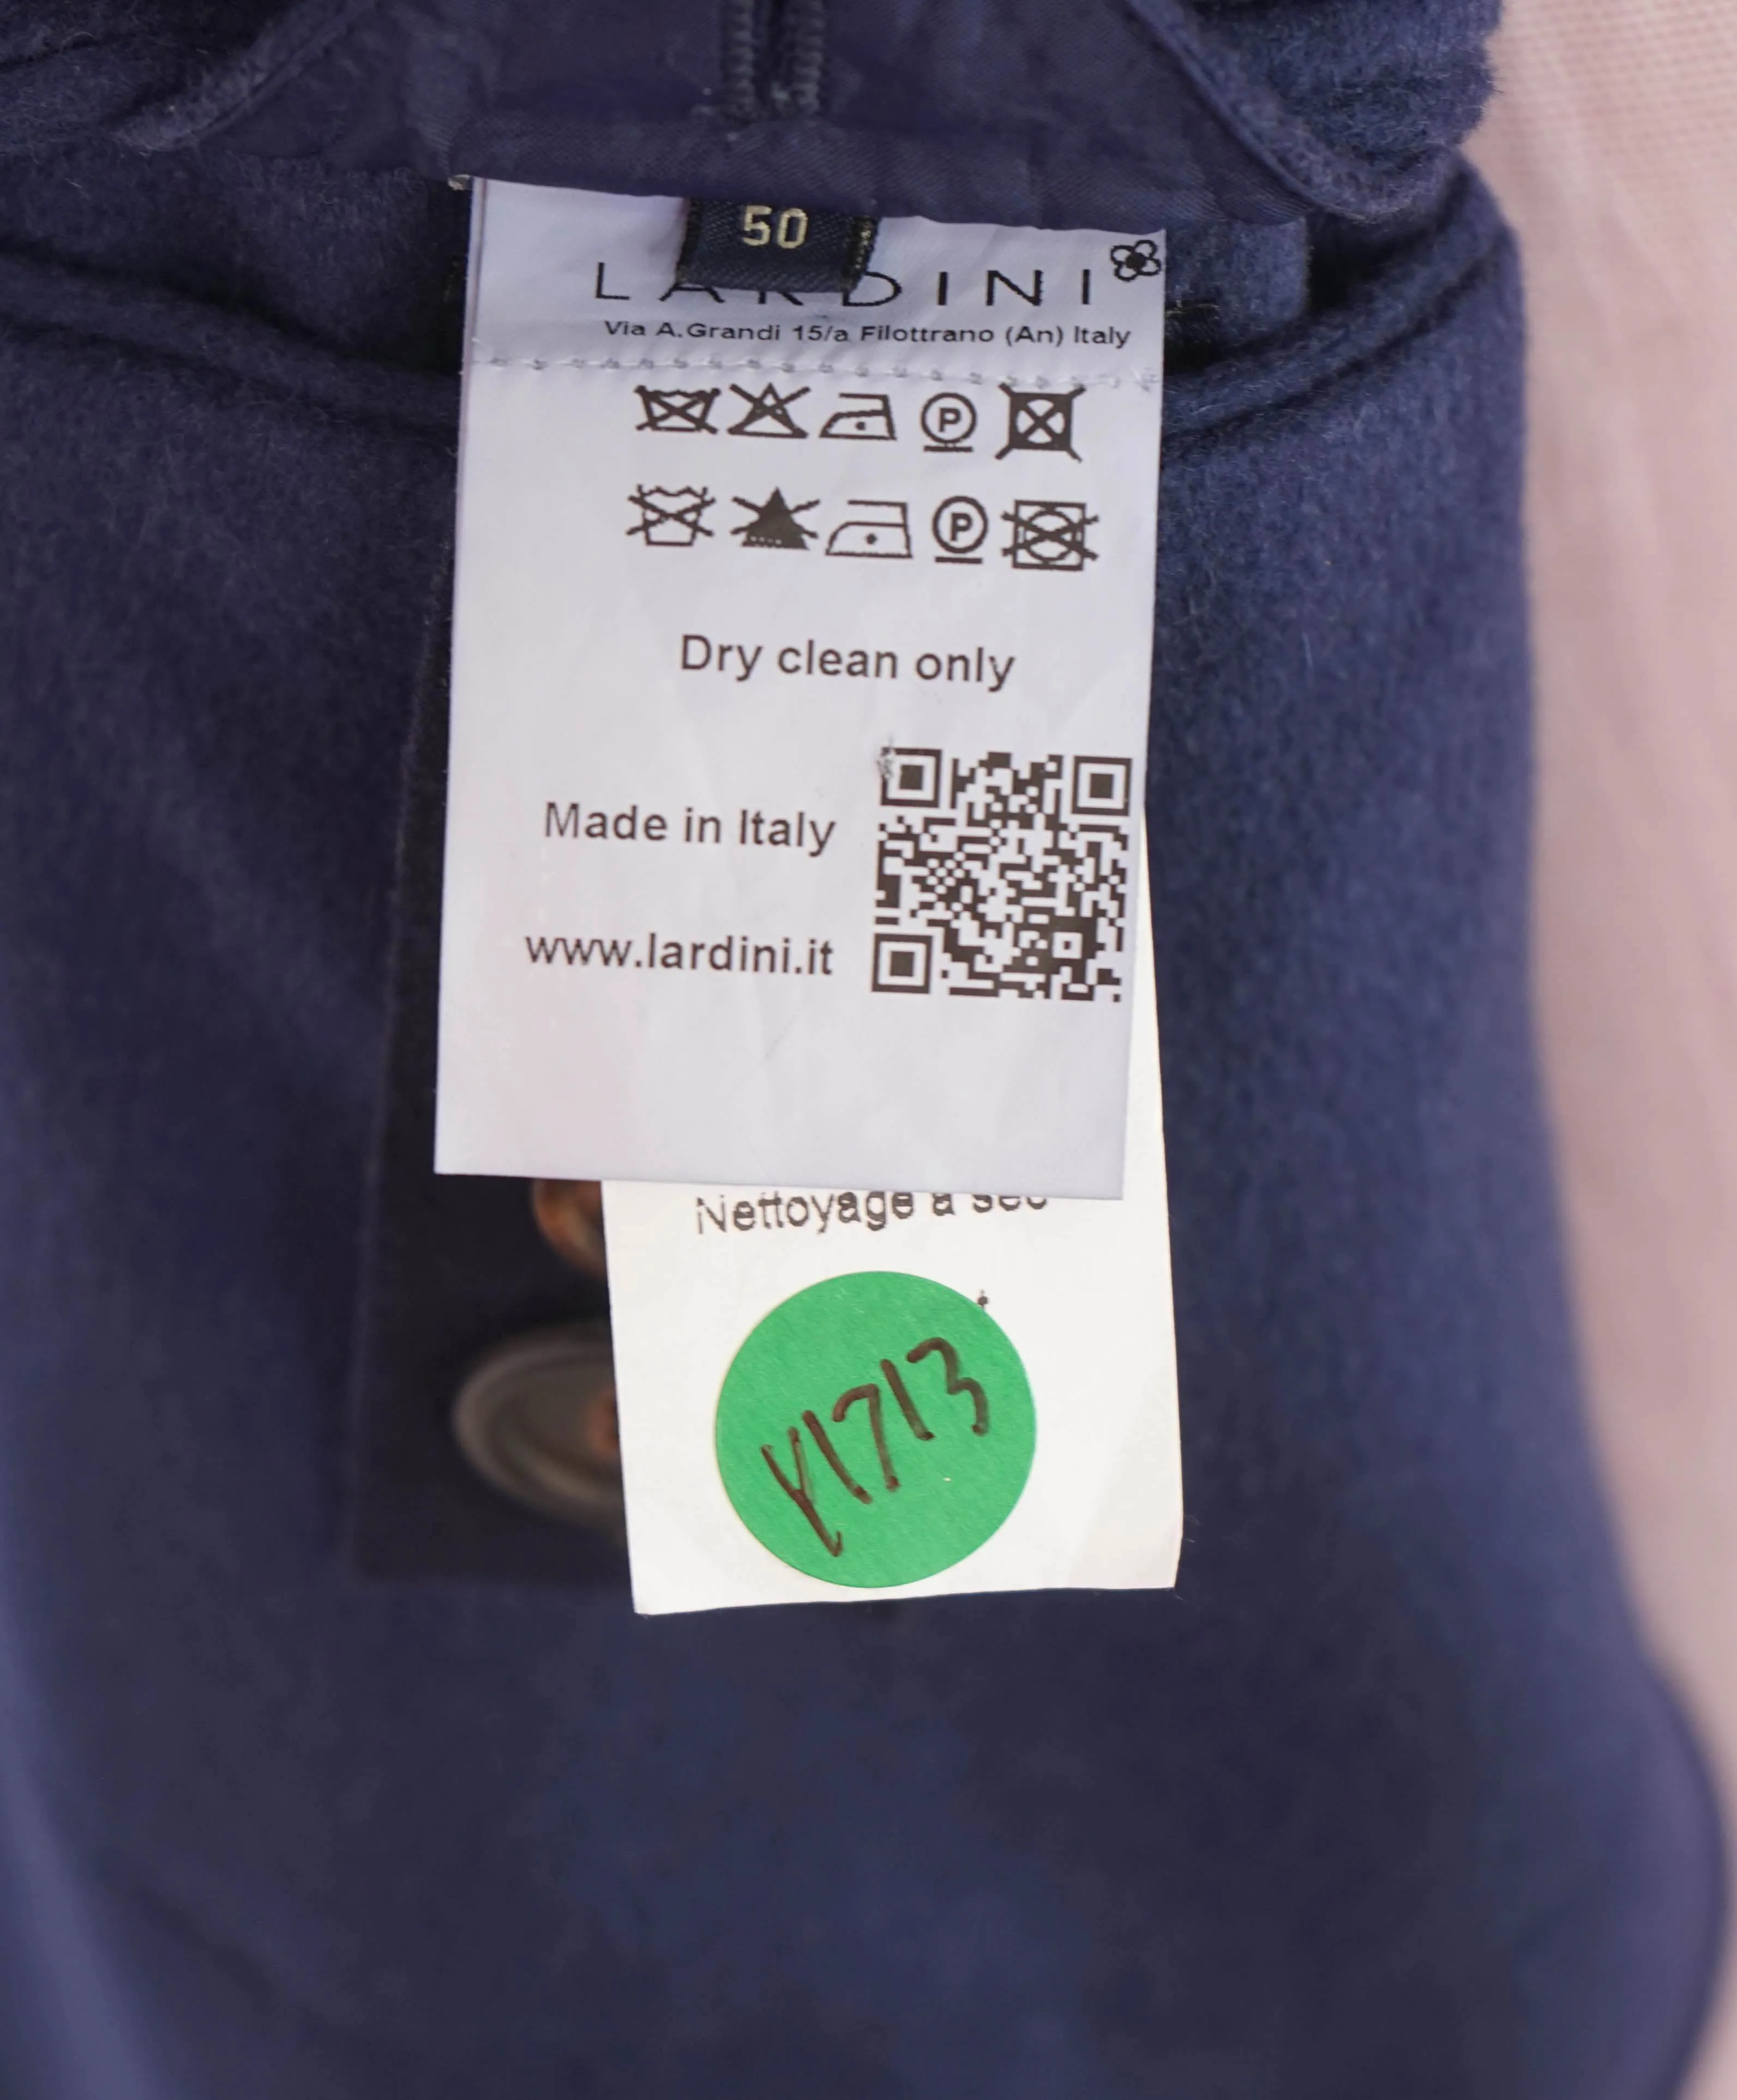 50
LARDINI
Via A.Grandi 15/a Filottrano (An) Italy
P
P
Dry clean only
Made in Italy
www.lardini.it
Nettoyage a sec
Y1713